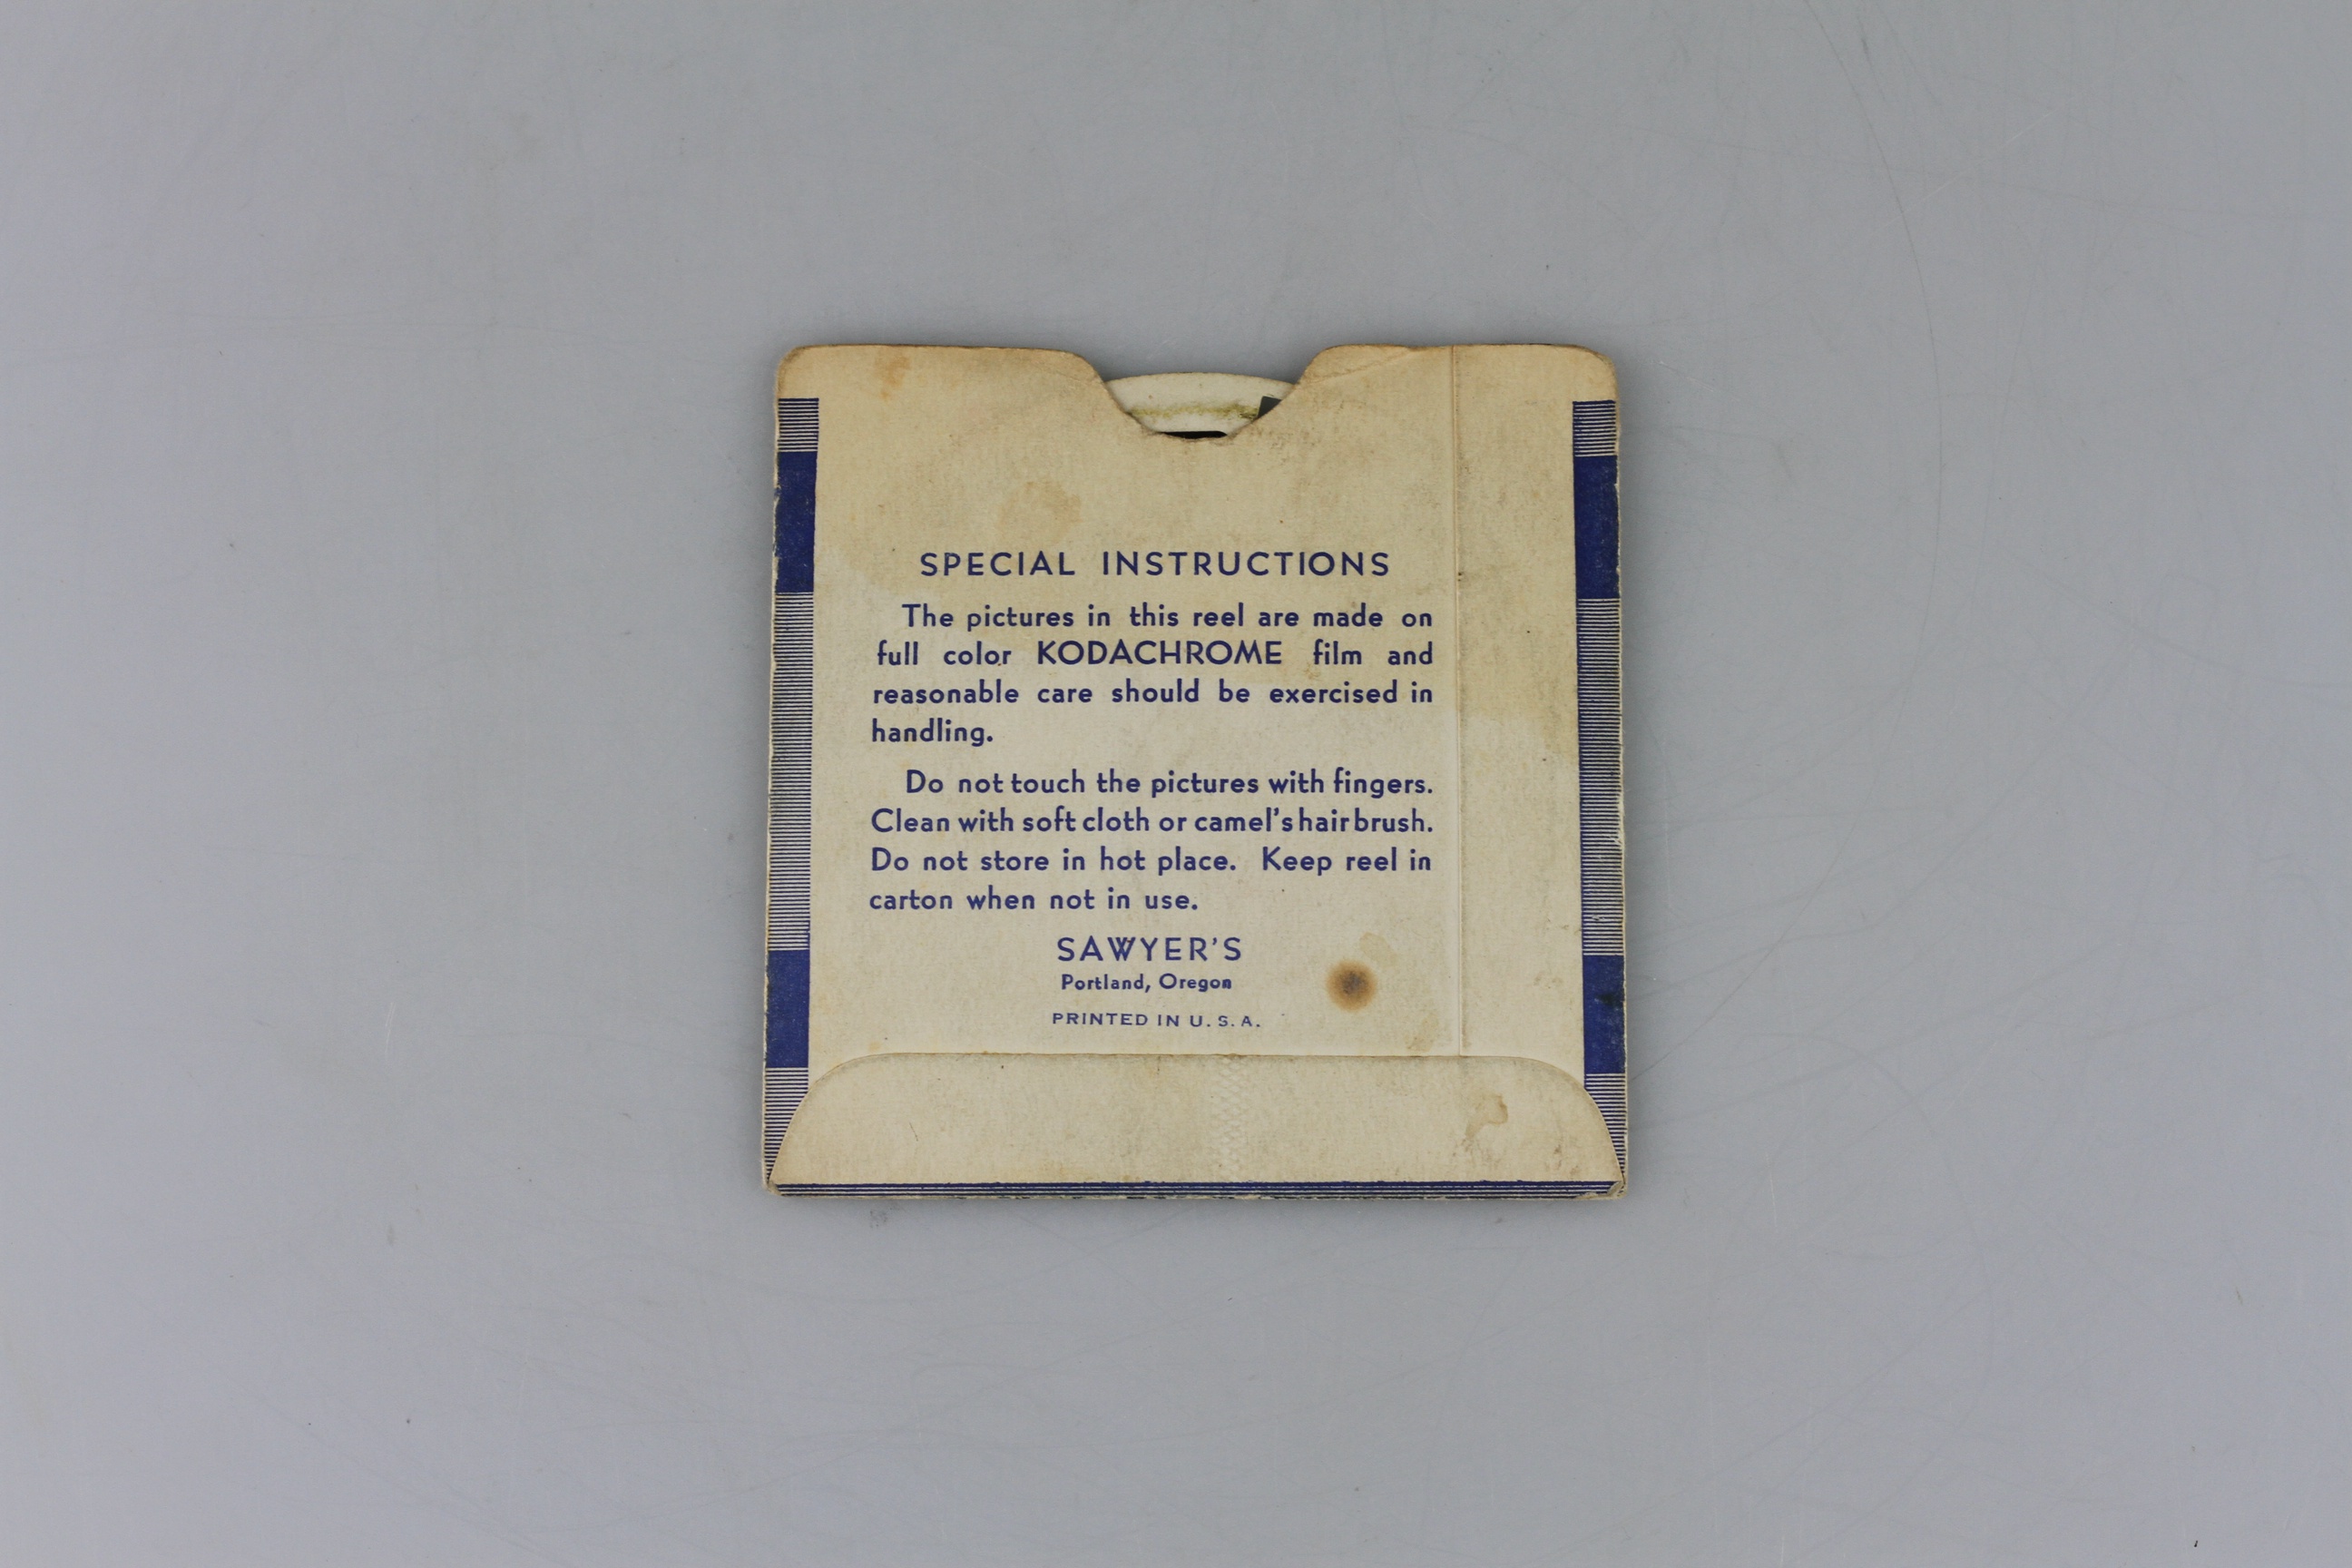 SPECIAL INSTRUCTIONS
The pictures in this reel are made on
full color KODACHROME film and
reasonable care should be exercised in
handling.
Do not touch the pictures with fingers.
Clean with soft cloth or camel's hair brush.
Do not store in hot place. Keep reel in
carton when not in use.
SAWYER'S
Portland, Oregon
PRINTED IN U. S. A.